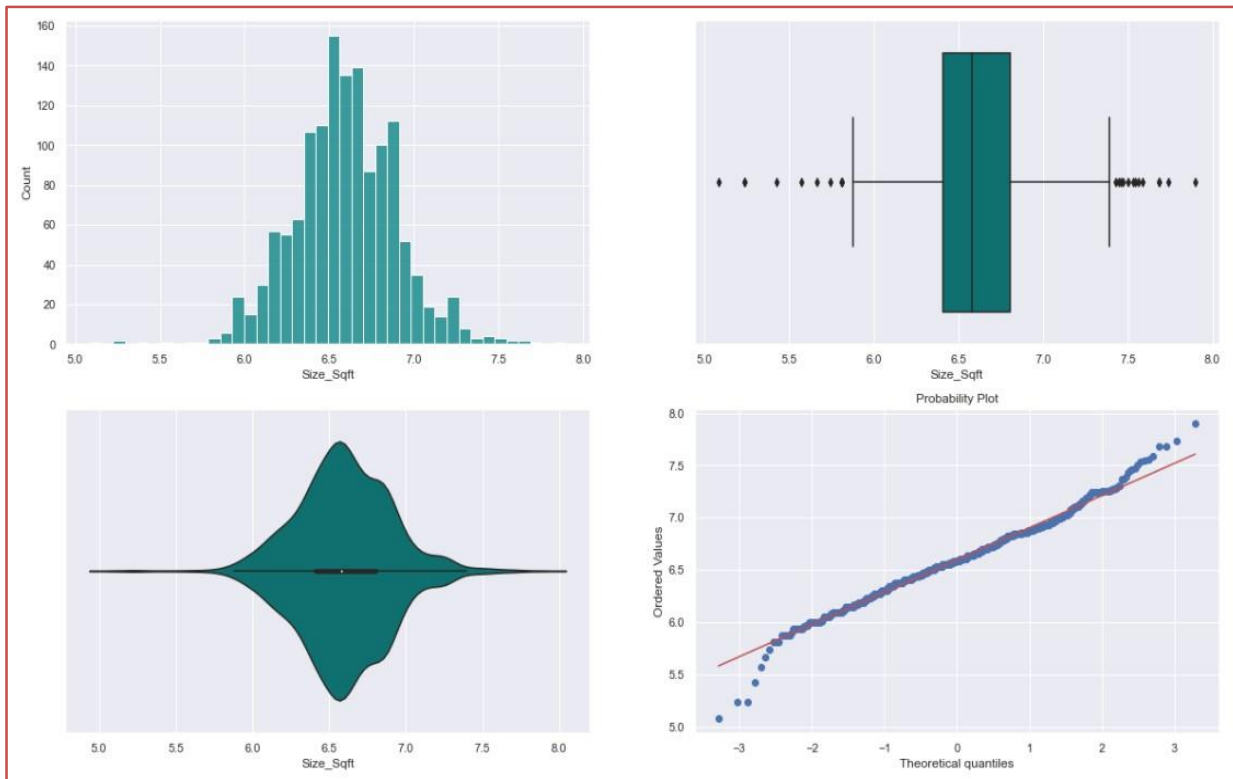 160
140
120
100
80
60
40
20
0
Count
5.0 5.5 6.0 6.5 7.0 7.5 8.0
Size_Sqft
5.0 5.5 6.0 6.5 7.0 7.5 8.0
Size_Sqft
5.0 5.5 6.0 6.5 7.0 7.5 8.0
Size_Sqft
Probability Plot
8.0
7.5
7.0
6.5
6.0
5.5
5.0
Ordered Values
−3 −2 −1 0 1 2 3
Theoretical quantiles